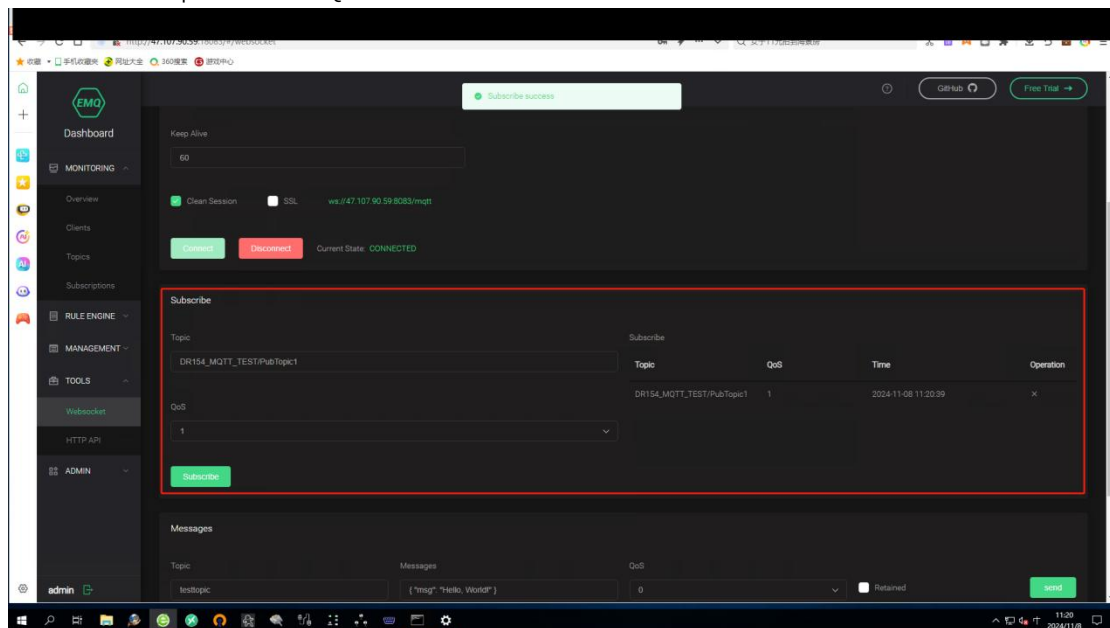 http://47.107.90.59:18083/#/websocket
收藏 手机收藏夹 网址大全 360搜索 游戏中心
EMQ
Dashboard
Subscribe success
GitHub
Free Trial →
MONITORING
Overview
Clients
Topics
Subscriptions
RULE ENGINE
MANAGEMENT
TOOLS
Websocket
HTTP API
ADMIN
admin
Keep Alive
60
Clean Session SSL ws://47.107.90.59:8083/mqtt
Connect Disconnect Current State: CONNECTED
Subscribe
Topic
DR154_MQTT_TEST/PubTopic1
QoS
1
Subscribe
Subscribe
Topic QoS Time Operation
DR154_MQTT_TEST/PubTopic1 1 2024-11-08 11:20:39 ×
Messages
Topic Messages QoS
testtopic { "msg": "Hello, World!" } 0 Retained send
中 11:20
2024/11/8